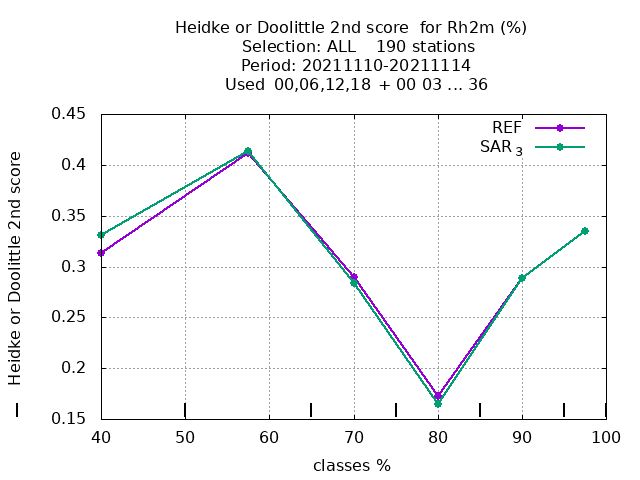 Heidke or Doolittle 2nd score  for Rh2m (%)
Selection: ALL    190 stations
Period: 20211110-20211114
Used  00,06,12,18 + 00 03 ... 36
REF
SAR 3
Heidke or Doolittle 2nd score
0.45
0.4
0.35
0.3
0.25
0.2
0.15
40 50 60 70 80 90 100
classes %